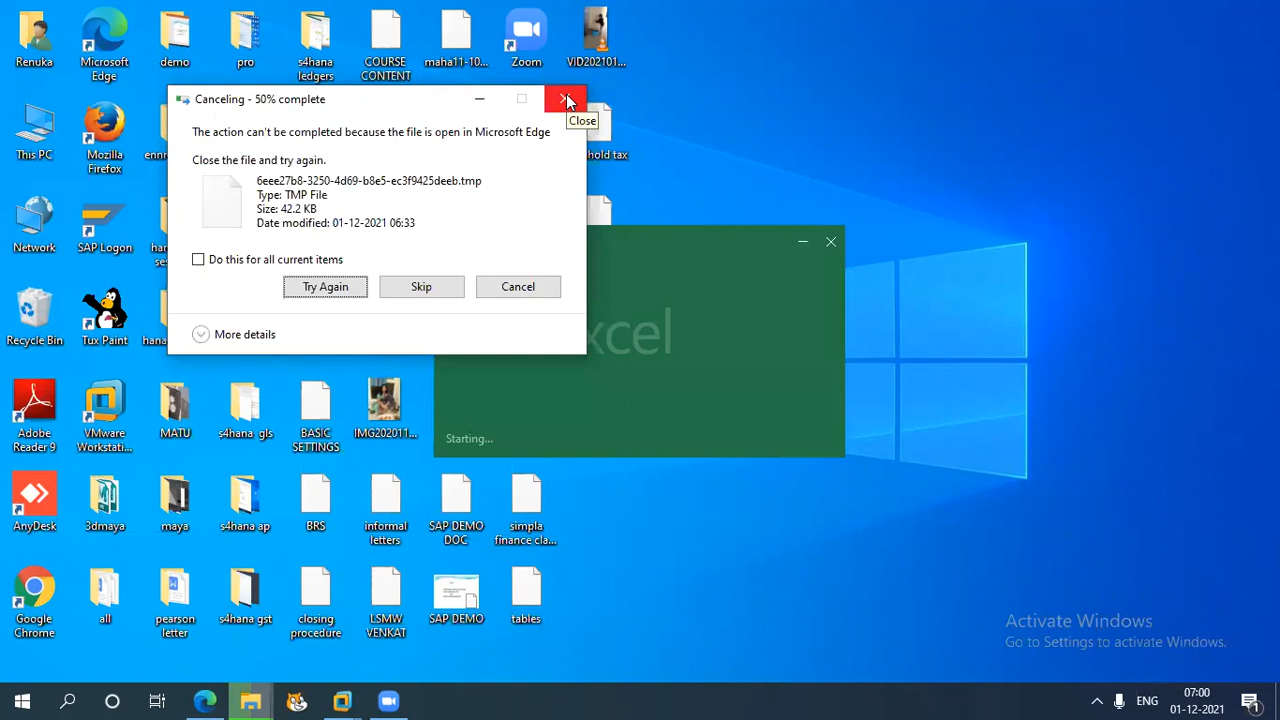 Renuka
Microsoft
Edge
demo
pro
s4hana
ledgers
COURSE
CONTENT
maha11-10...
Zoom
VID202101...
Canceling - 50% complete
Close
The action can't be completed because the file is open in Microsoft Edge
Close the file and try again.
6eee27b8-3250-4d69-b8e5-ec3f9425deeb.tmp
Type: TMP File
Size: 42.2 KB
Date modified: 01-12-2021 06:33
Do this for all current items
Try Again
Skip
Cancel
More details
This PC
Mozilla
Firefox
hold tax
Network
SAP Logon
Recycle Bin
Tux Paint
xcel
Starting...
Adobe
Reader 9
VMware
Workstati...
MATU
s4hana gls
BASIC
SETTINGS
IMG202011...
AnyDesk
3dmaya
maya
s4hana ap
BRS
informal
letters
SAP DEMO
DOC
simpla
finance cla...
Google
Chrome
all
pearson
letter
s4hana gst
closing
procedure
LSMW
VENKAT
SAP DEMO
tables
Activate Windows
Go to Settings to activate Windows.
ENG
07:00
01-12-2021
1